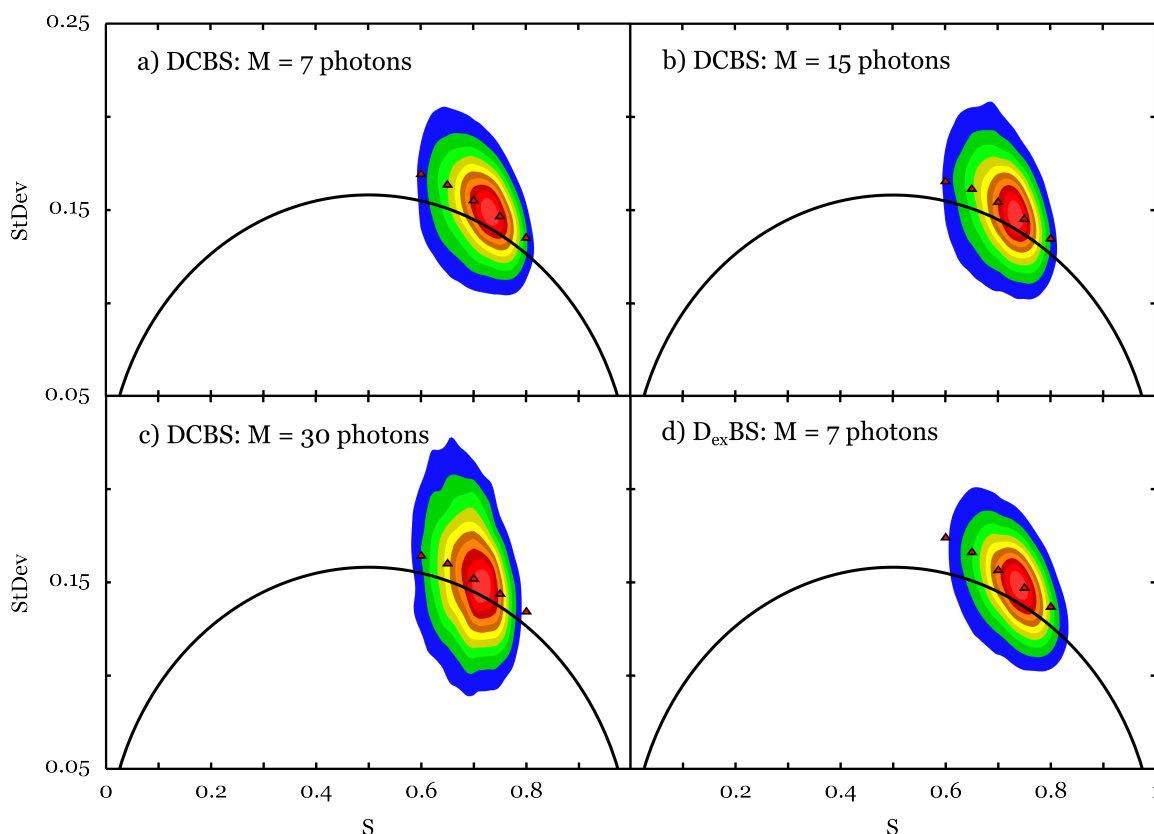 0.25
a) DCBS: M = 7 photons
b) DCBS: M = 15 photons
StDev
0.15
0.05
c) DCBS: M = 30 photons
d) DexBS: M = 7 photons
StDev
0.15
0.05
0 0.2 0.4 0.6 0.8 0.2 0.4 0.6 0.8 1
S S